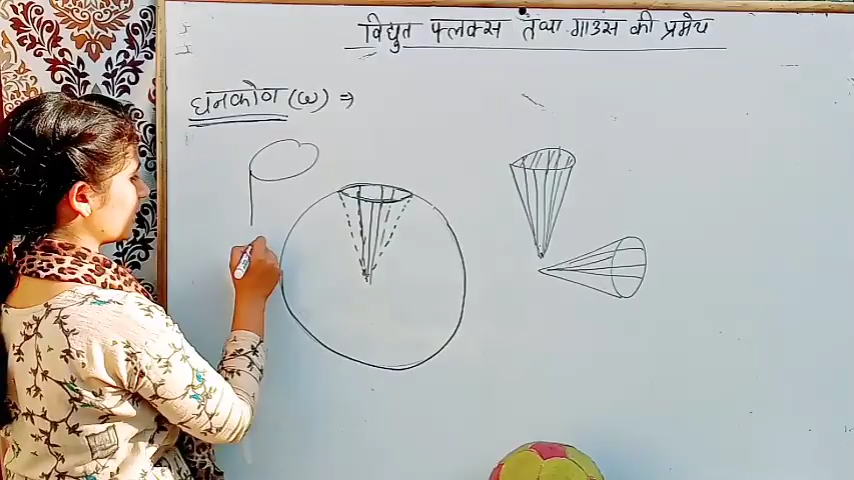 विद्युत फ्लक्स तथा गाउस की प्रमेय
घनकोण (ω) ⇒